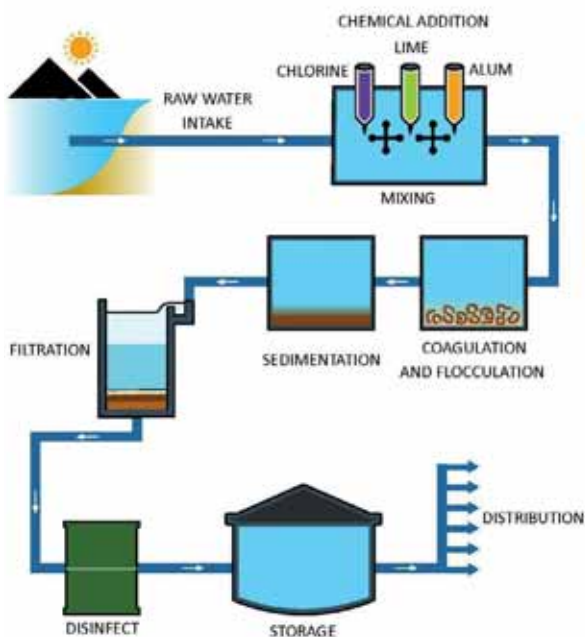 CHEMICAL ADDITION
LIME
CHLORINE
ALUM
RAW WATER
INTAKE
MIXING
FILTRATION
SEDIMENTATION
COAGULATION
AND FLOCCULATION
DISTRIBUTION
DISINFECT
STORAGE